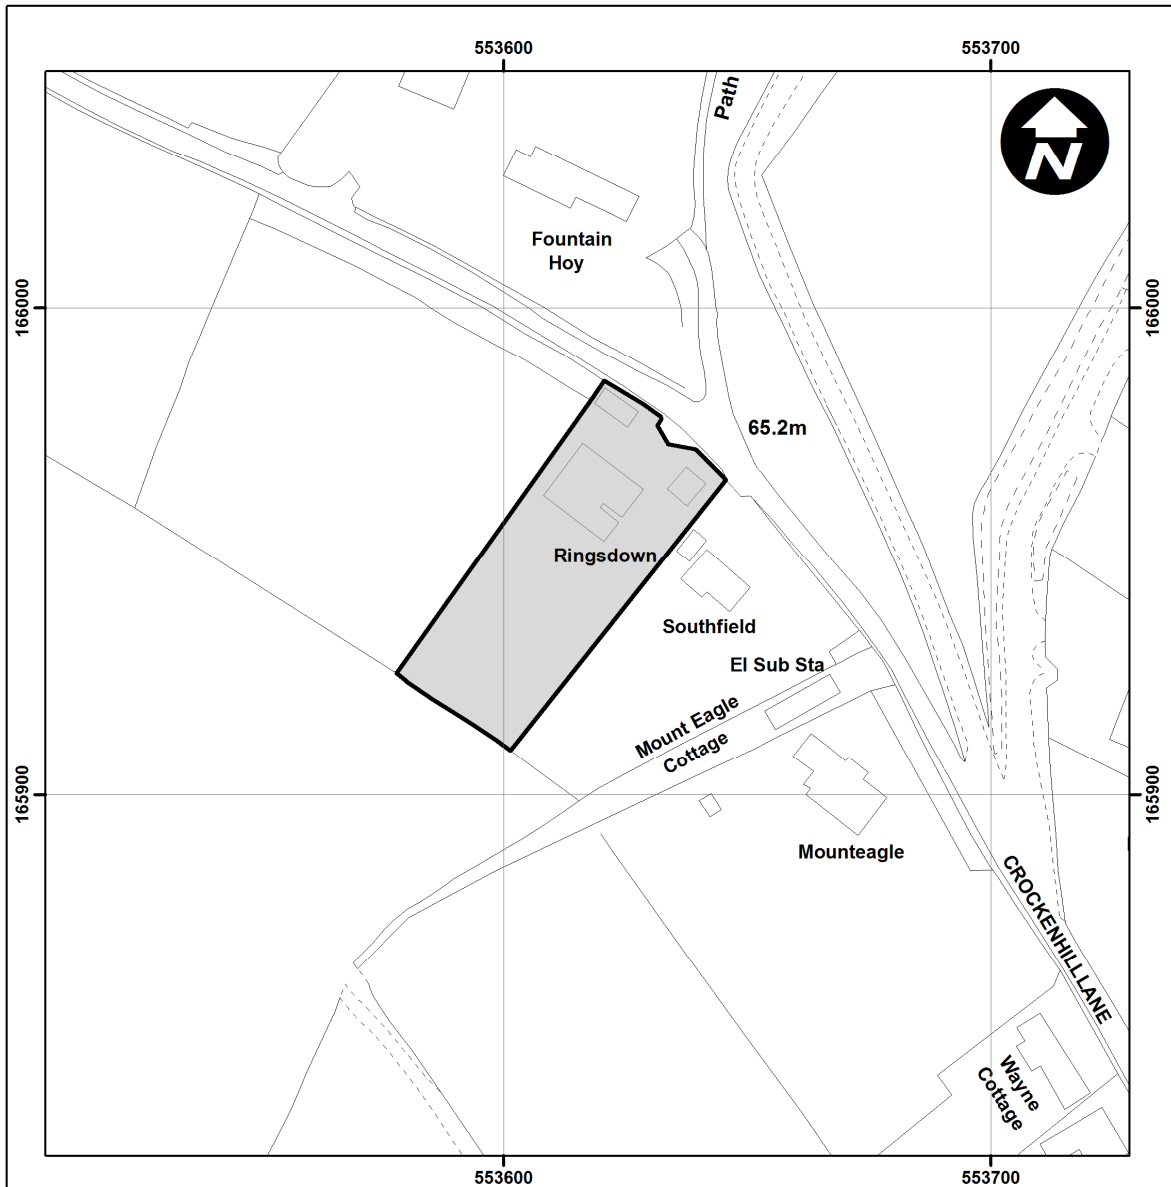 553600
553700
Path
N
Fountain
Hoy
166000
166000
65.2m
Ringsdown
Southfield
El Sub Sta
Mount Eagle
Cottage
165900
165900
Mounteagle
CROCKENHILL LANE
Wayne
Cottage
553600
553700